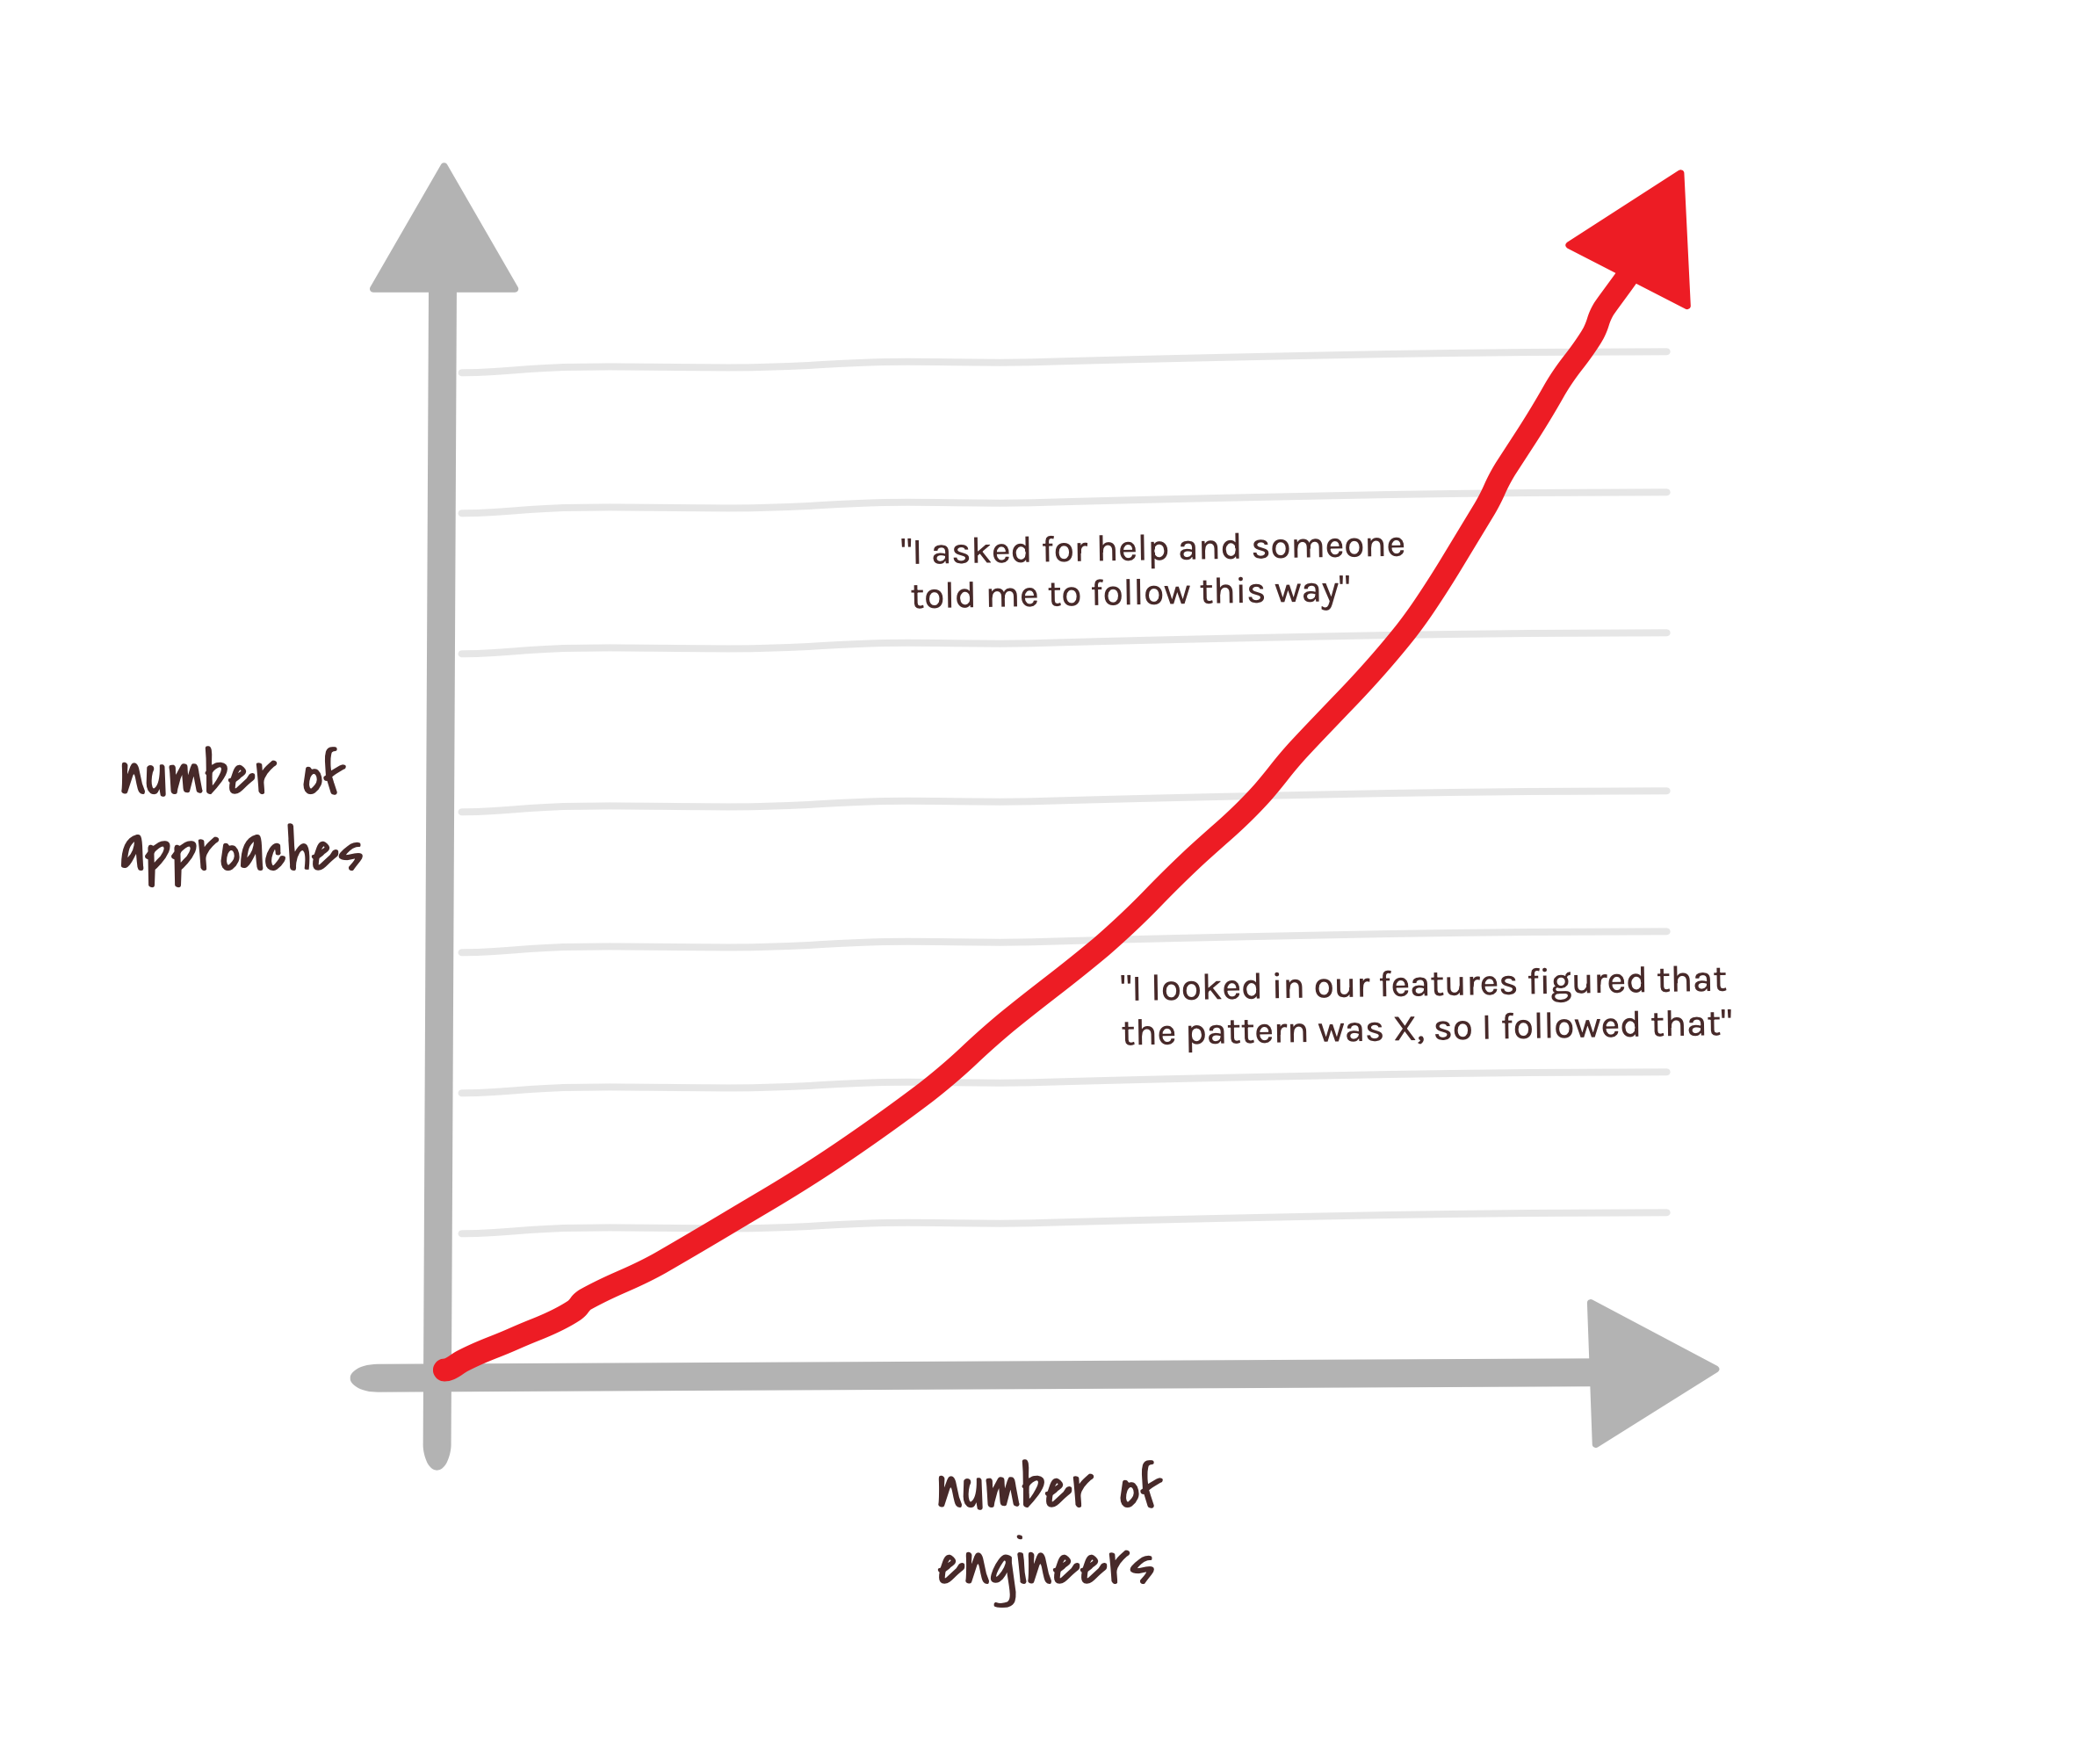 "I asked for help and someone
told me to follow this way"
number of
approaches
"I looked in our features figured that
the pattern was X, so I followed that"
number of
engineers